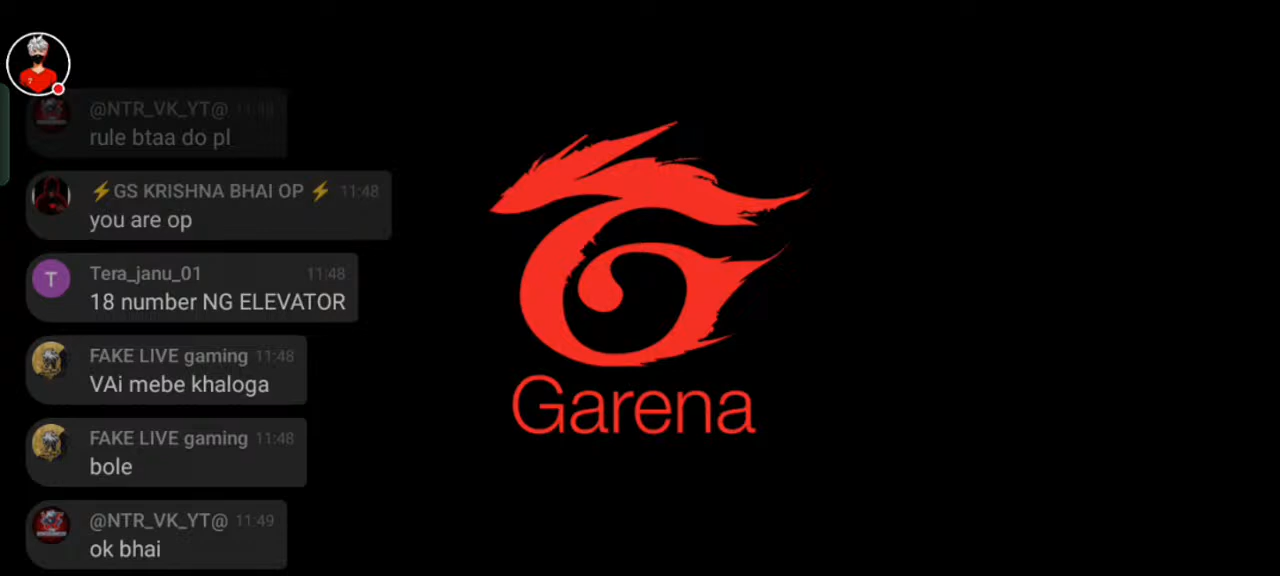 @NTR_VK_YT@ 11:48
rule btaa do pl
⚡GS KRISHNA BHAI OP ⚡ 11:48
you are op
T
Tera_janu_01 11:48
18 number NG ELEVATOR
FAKE LIVE gaming 11:48
VAi mebe khaloga
FAKE LIVE gaming 11:48
bole
@NTR_VK_YT@ 11:49
ok bhai
Garena